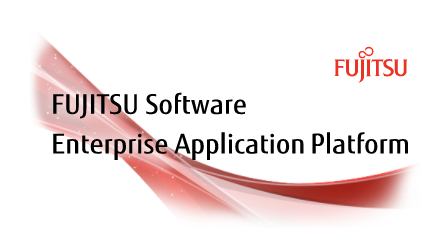 FUJITSU
FUJITSU Software
Enterprise Application Platform